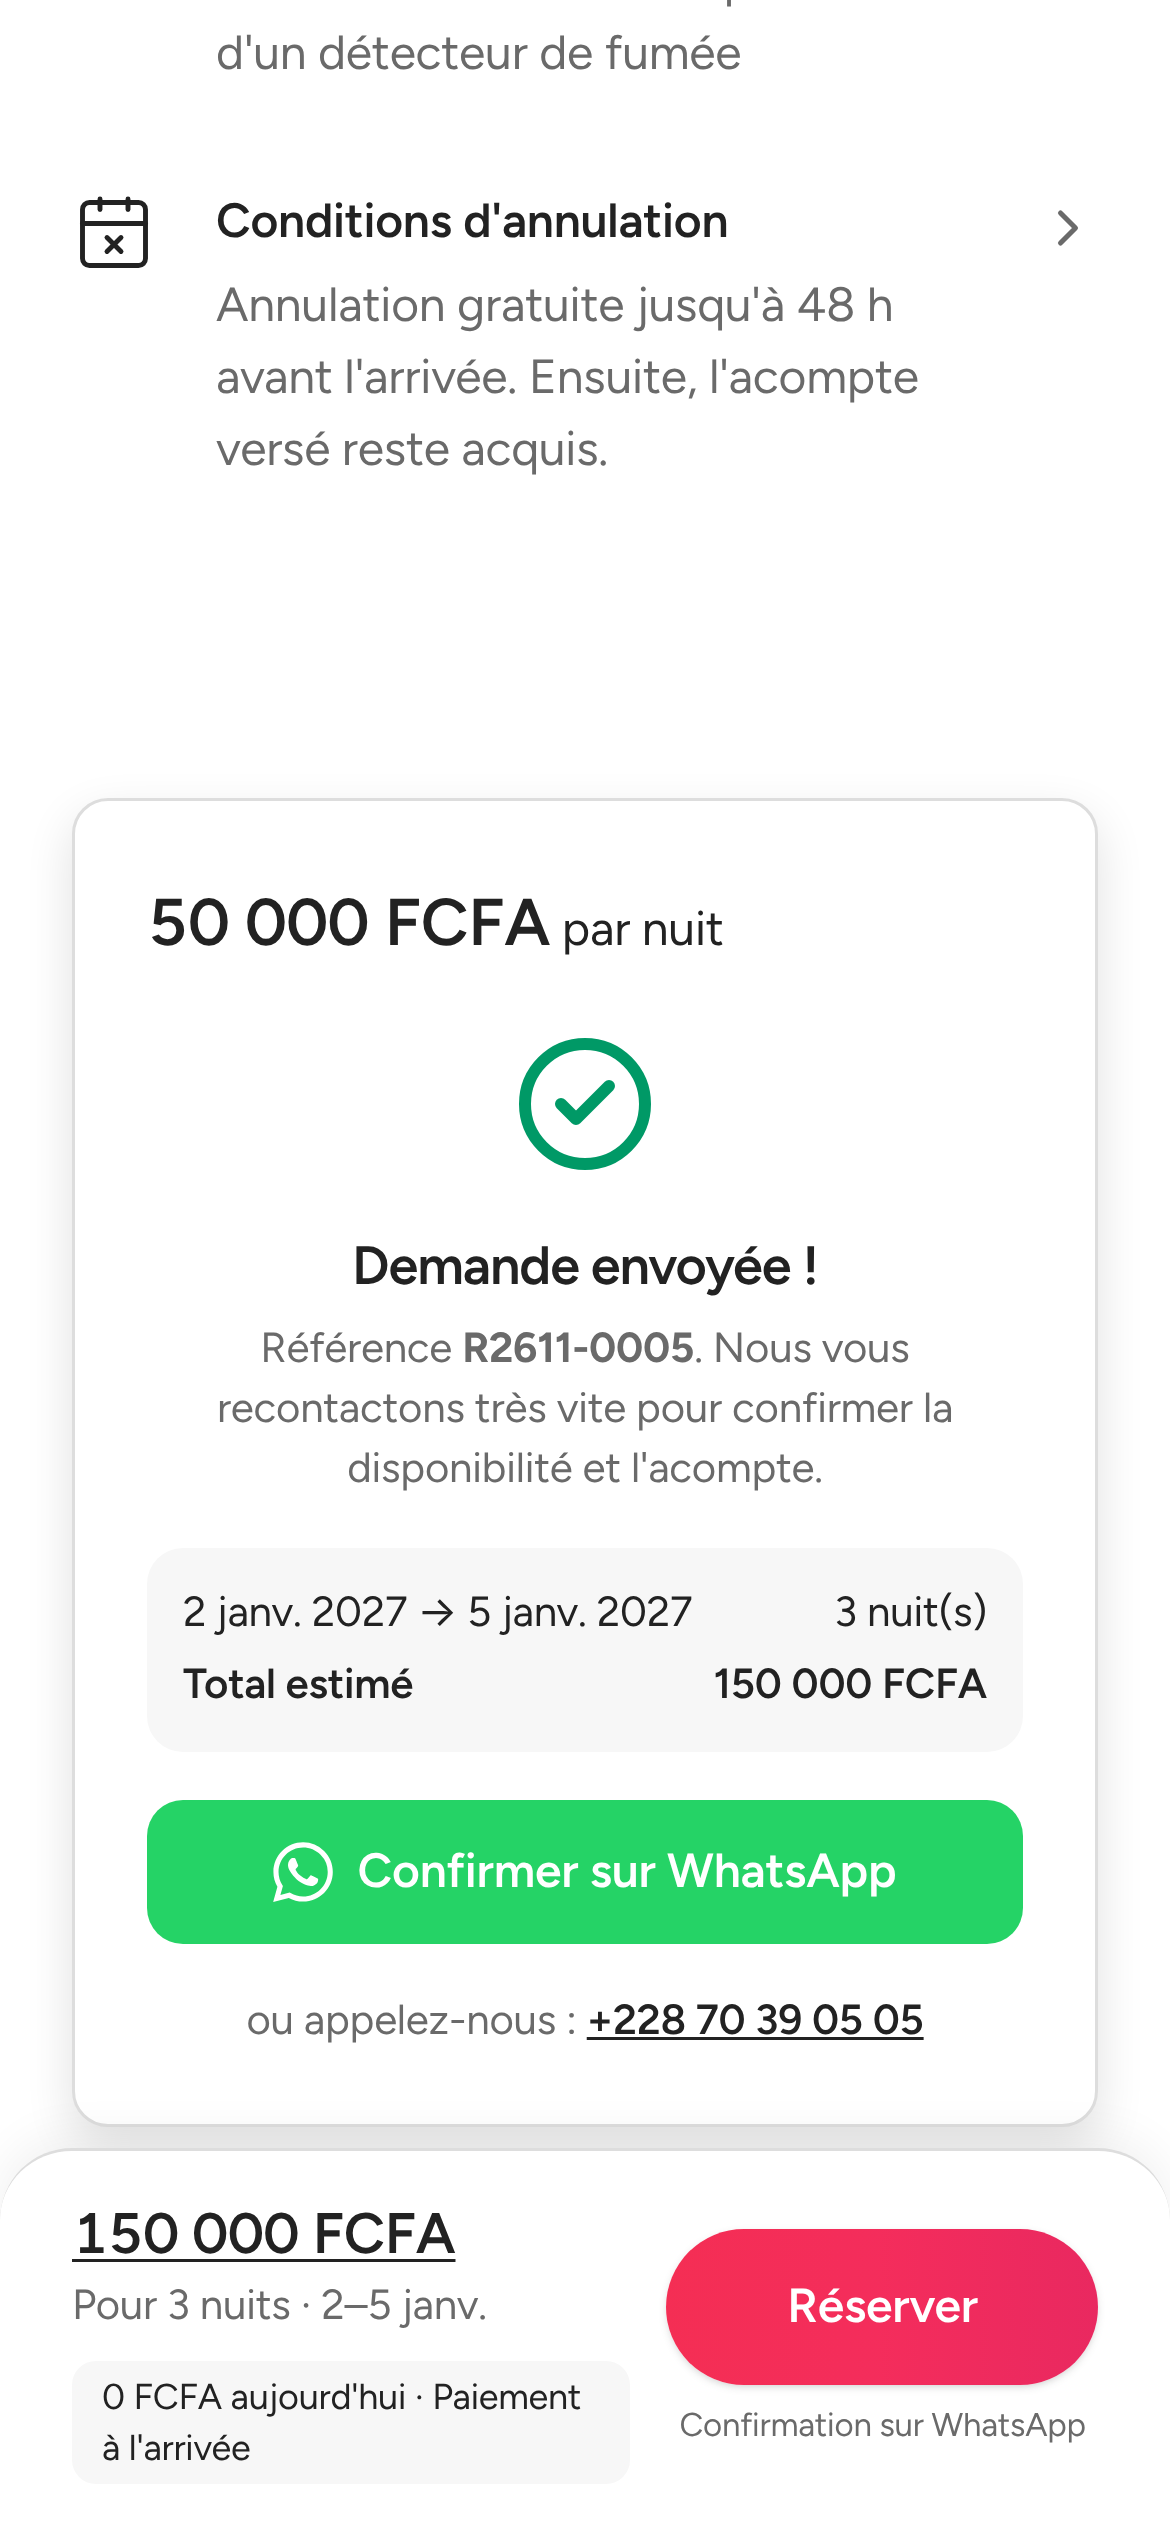 d'un détecteur de fumée
Conditions d'annulation
Annulation gratuite jusqu'à 48 h
avant l'arrivée. Ensuite, l'acompte
versé reste acquis.
50 000 FCFA par nuit
Demande envoyée !
Référence R2611-0005. Nous vous
recontactons très vite pour confirmer la
disponibilité et l'acompte.
2 janv. 2027 → 5 janv. 2027 3 nuit(s)
Total estimé 150 000 FCFA
Confirmer sur WhatsApp
ou appelez-nous : +228 70 39 05 05
150 000 FCFA
Pour 3 nuits · 2–5 janv.
0 FCFA aujourd'hui · Paiement
à l'arrivée
Réserver
Confirmation sur WhatsApp